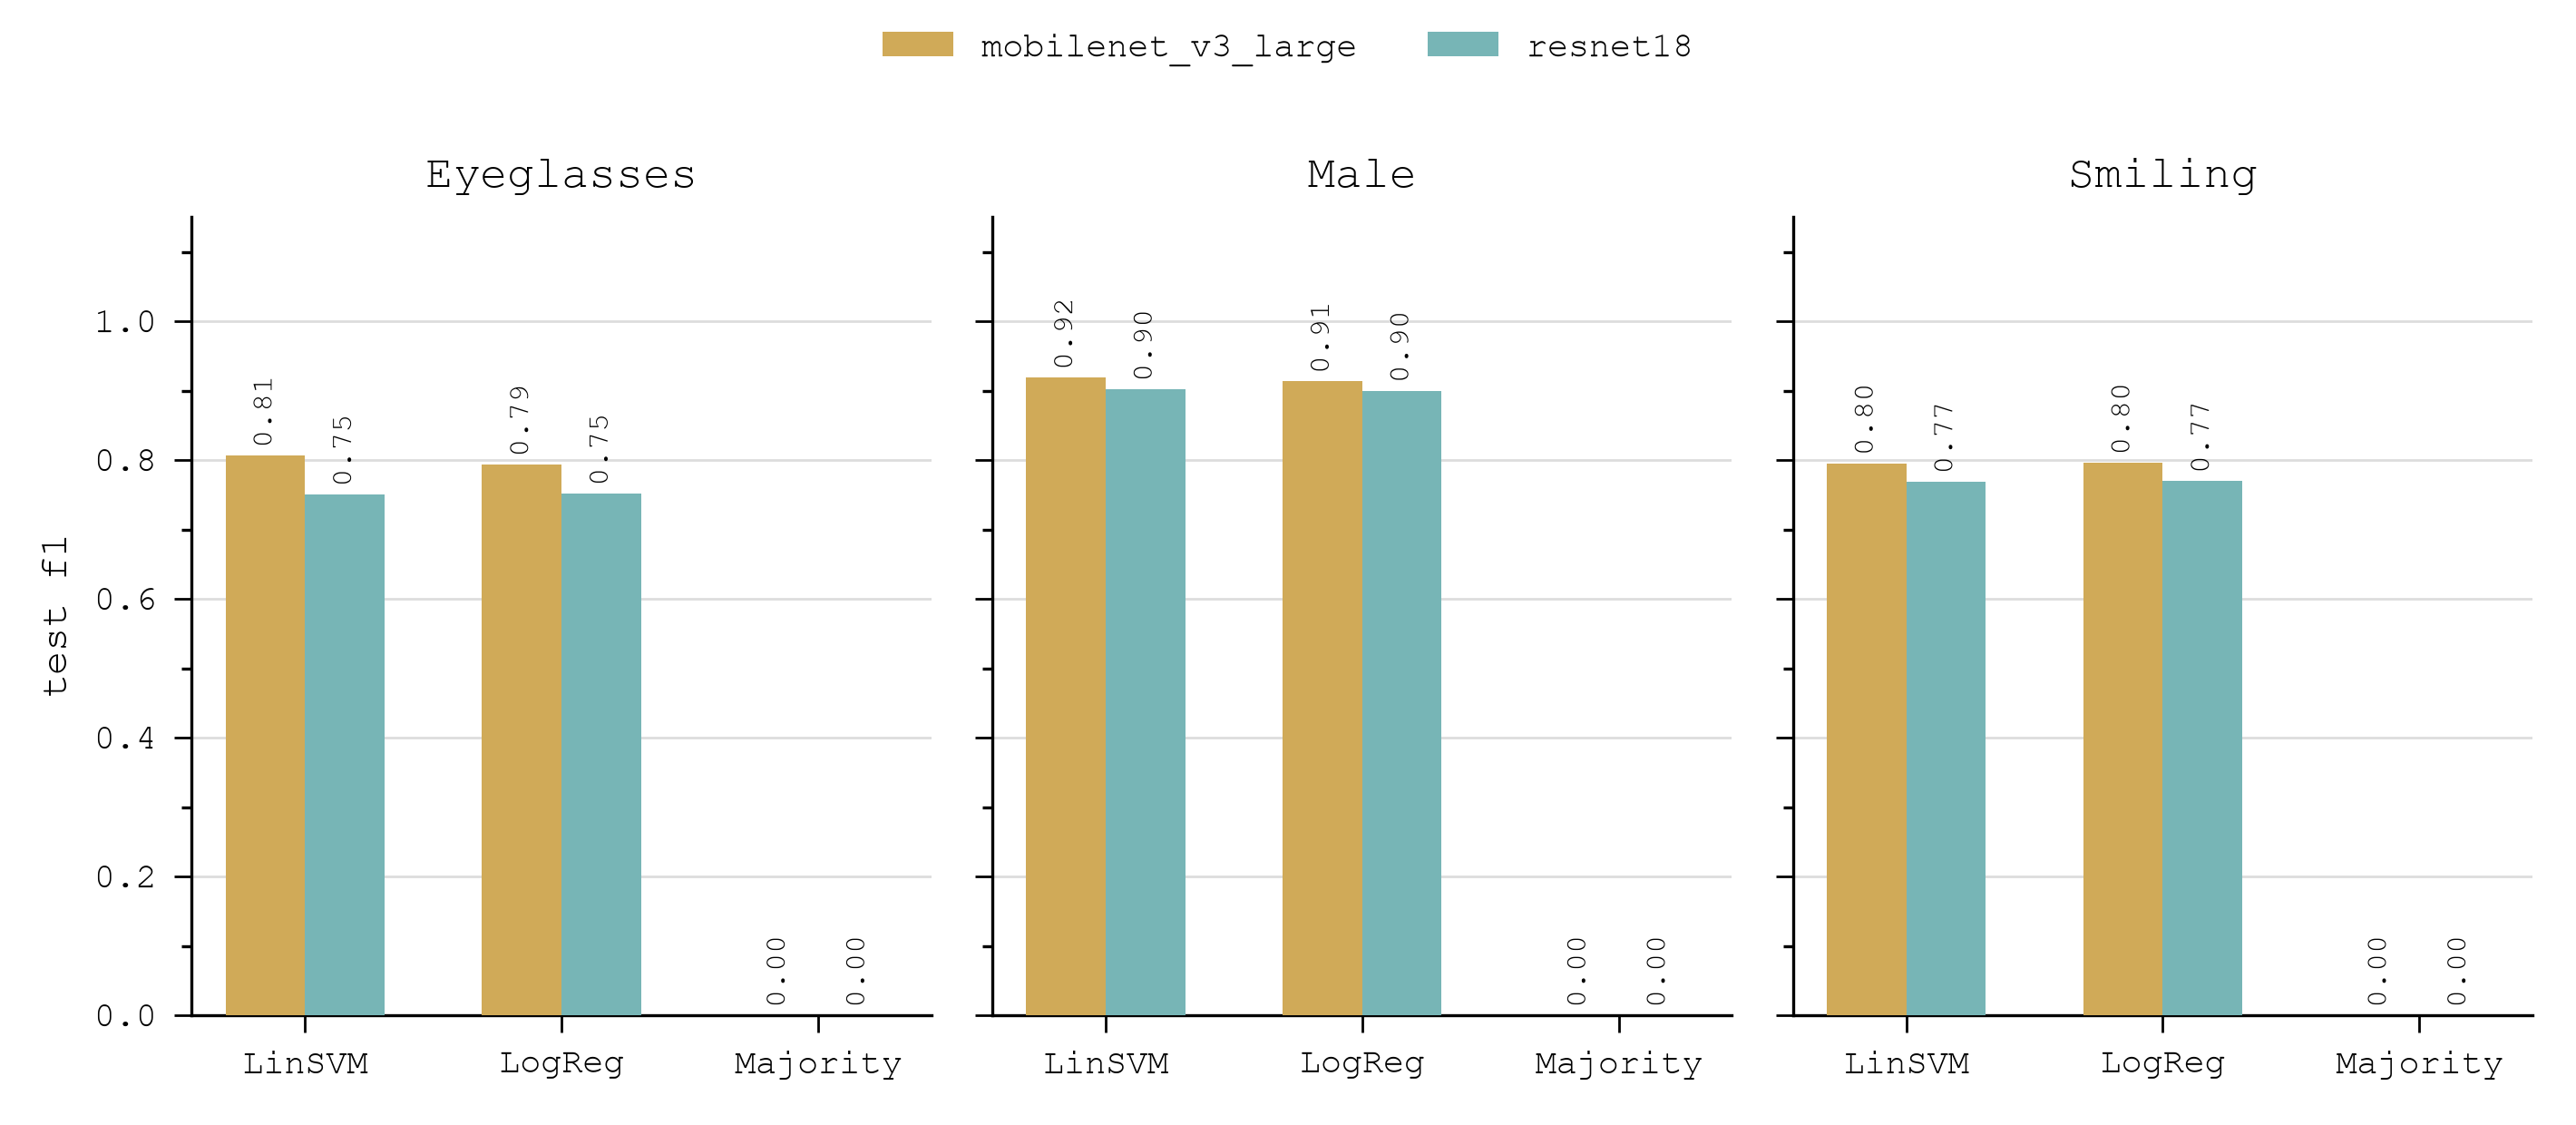 mobilenet_v3_large resnet18
Eyeglasses Male Smiling
test f1
1.0
0.8
0.6
0.4
0.2
0.0
0.81 0.75 0.79 0.75 0.00 0.00
0.92 0.90 0.91 0.90 0.00 0.00
0.80 0.77 0.80 0.77 0.00 0.00
LinSVM LogReg Majority LinSVM LogReg Majority LinSVM LogReg Majority